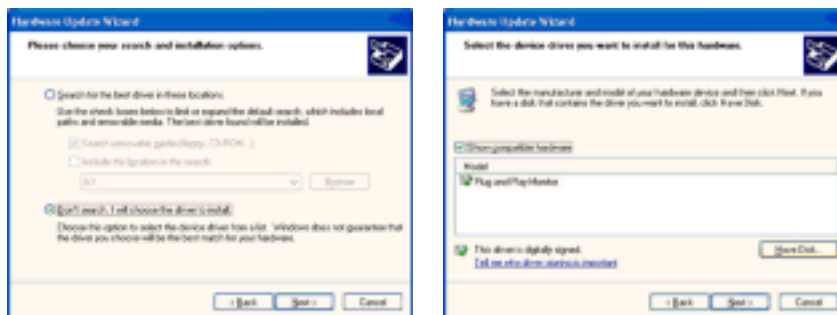 Hardware Update Wizard
Please choose your search and installation options.
Search for the best driver in these locations.
Use the check boxes below to limit or expand the default search, which includes local
paths and removable media. The best driver found will be installed.
Search removable media (floppy, CD-ROM...)
Include this location in the search:
A:\
Browse
Don't search. I will choose the driver to install.
Choose this option to select the device driver from a list. Windows does not guarantee that
the driver you choose will be the best match for your hardware.
< Back
Next >
Cancel
Hardware Update Wizard
Select the device driver you want to install for this hardware.
Select the manufacturer and model of your hardware device and then click Next. If you
have a disk that contains the driver you want to install, click Have Disk.
Show compatible hardware
Model
Plug and Play Monitor
This driver is digitally signed.
Tell me why driver signing is important
Have Disk...
< Back
Next >
Cancel